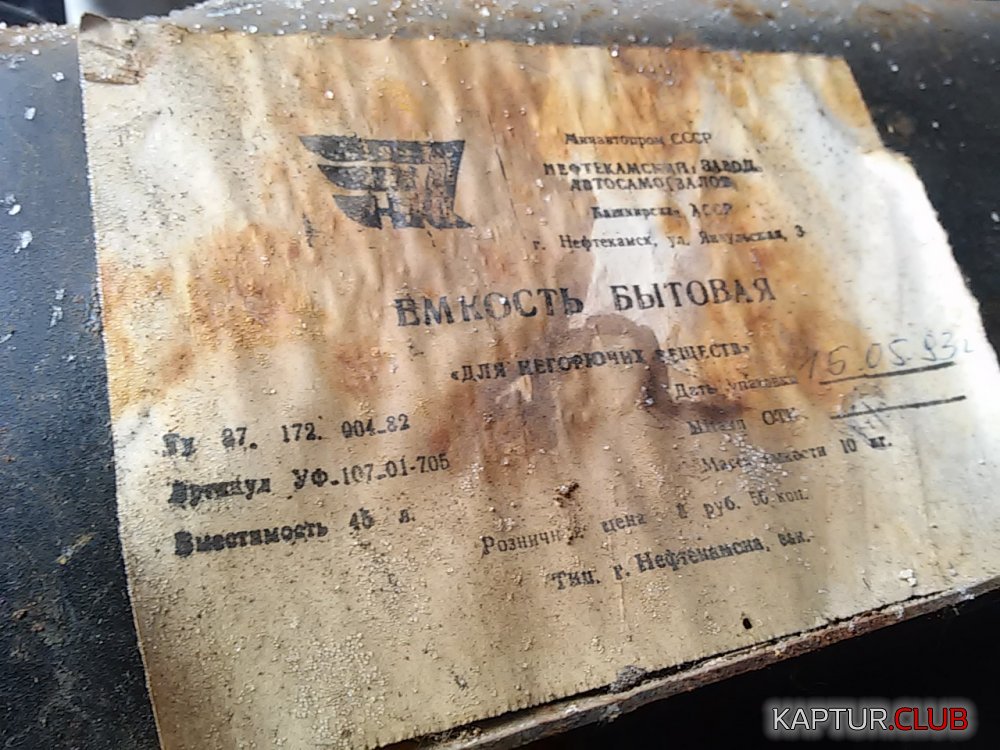 Минавтопром СССР
НЕФТЕКАМСКИЙ ЗАВОД
АВТОСАМОСВАЛОВ
Башкирская АССР
г. Нефтекамск, ул. Янаульская, 3
ЕМКОСТЬ БЫТОВАЯ
«ДЛЯ НЕГОРЮЧИХ ВЕЩЕСТВ»
Дата упаковки 15.05.93г
ОТК
Масса емкости 10 кг.
Ту 37. 172. 004-82
Артикул УФ-107-01-705
Вместимость 45 л.
Розничная цена руб. 50 коп.
Тип. г. Нефтекамска, зак.
KAPTUR.CLUB